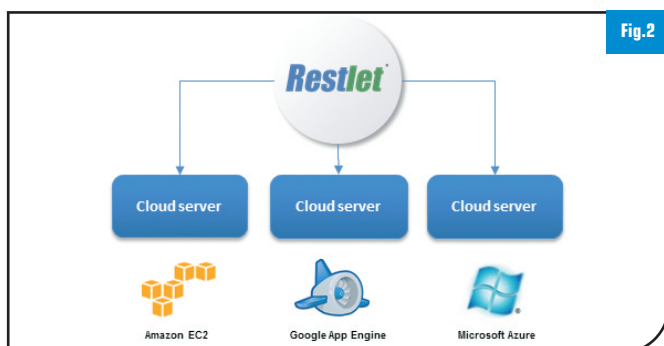 Fig.2
Restlet
Cloud server
Cloud server
Cloud server
Amazon EC2
Google App Engine
Microsoft Azure